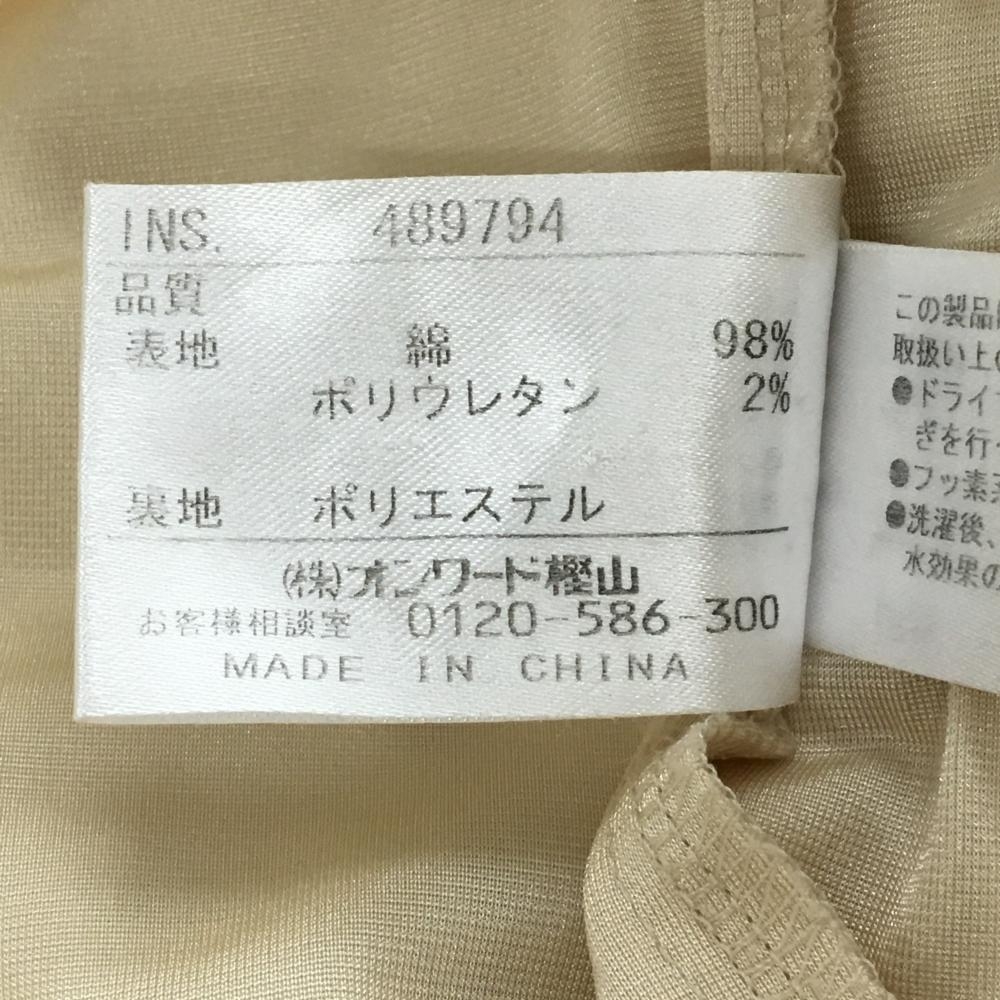 INS. 489794
品質
表地 綿 98%
ポリウレタン 2%
裏地 ポリエステル
(株)オンワード樫山
お客様相談室 0120-586-300
MADE IN CHINA
この製品
取扱い上
●ドライ
ぎを行
●フッ素
●洗濯後、
水効果の